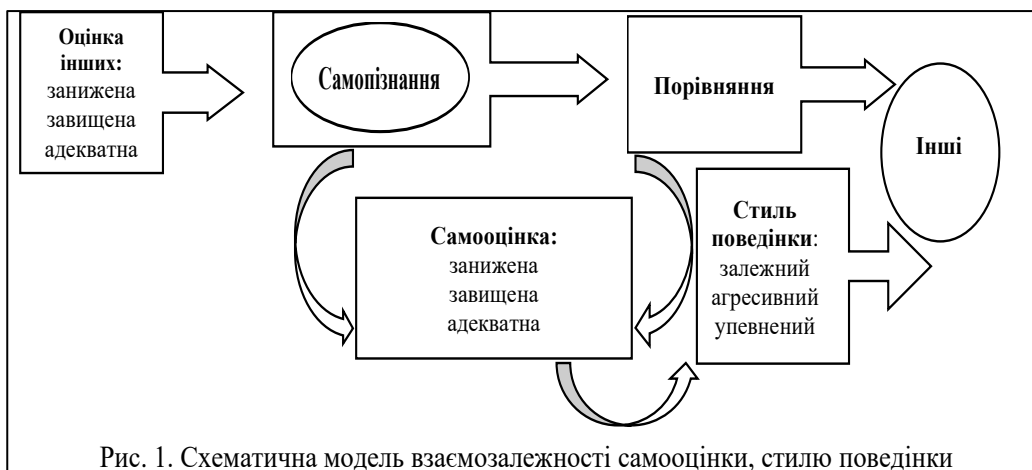 Оцінка
інших:
занижена
завищена
адекватна
Самопізнання
Порівняння
Інші
Самооцінка:
занижена
завищена
адекватна
Стиль
поведінки:
залежний
агресивний
упевнений
Рис. 1. Схематична модель взаємозалежності самооцінки, стилю поведінки